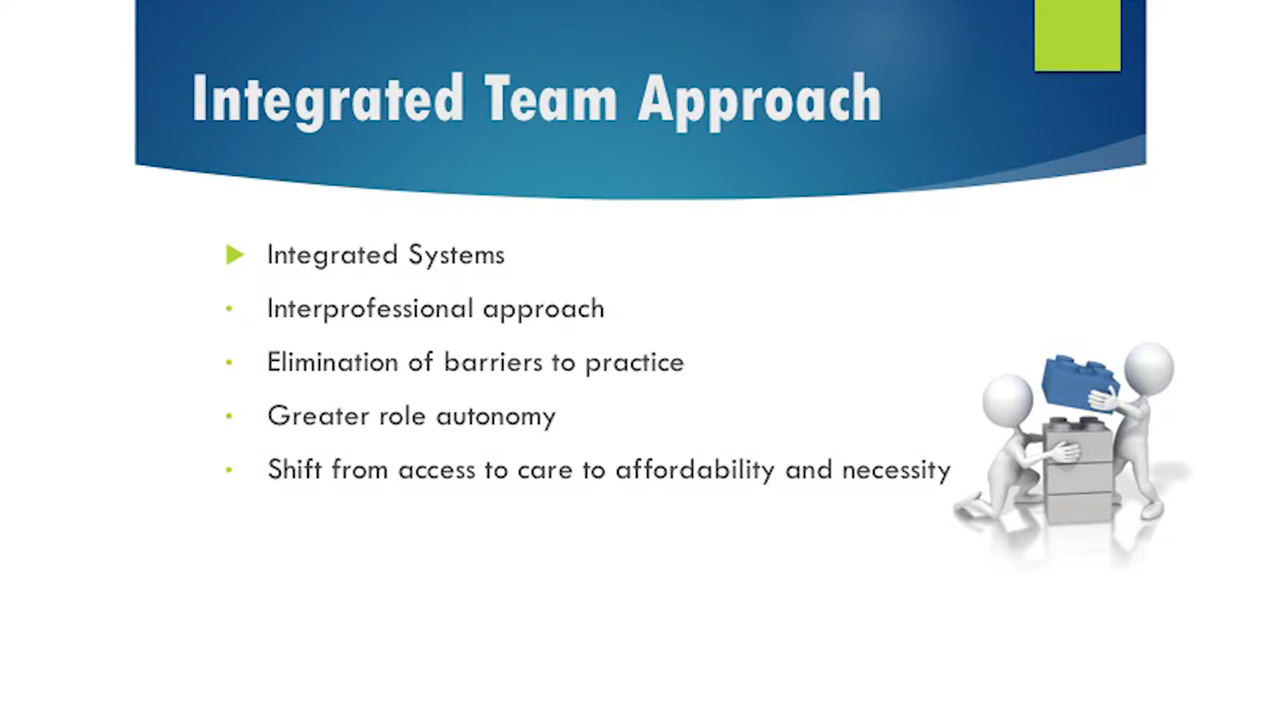 Integrated Team Approach
Integrated Systems
Interprofessional approach
Elimination of barriers to practice
Greater role autonomy
Shift from access to care to affordability and necessity